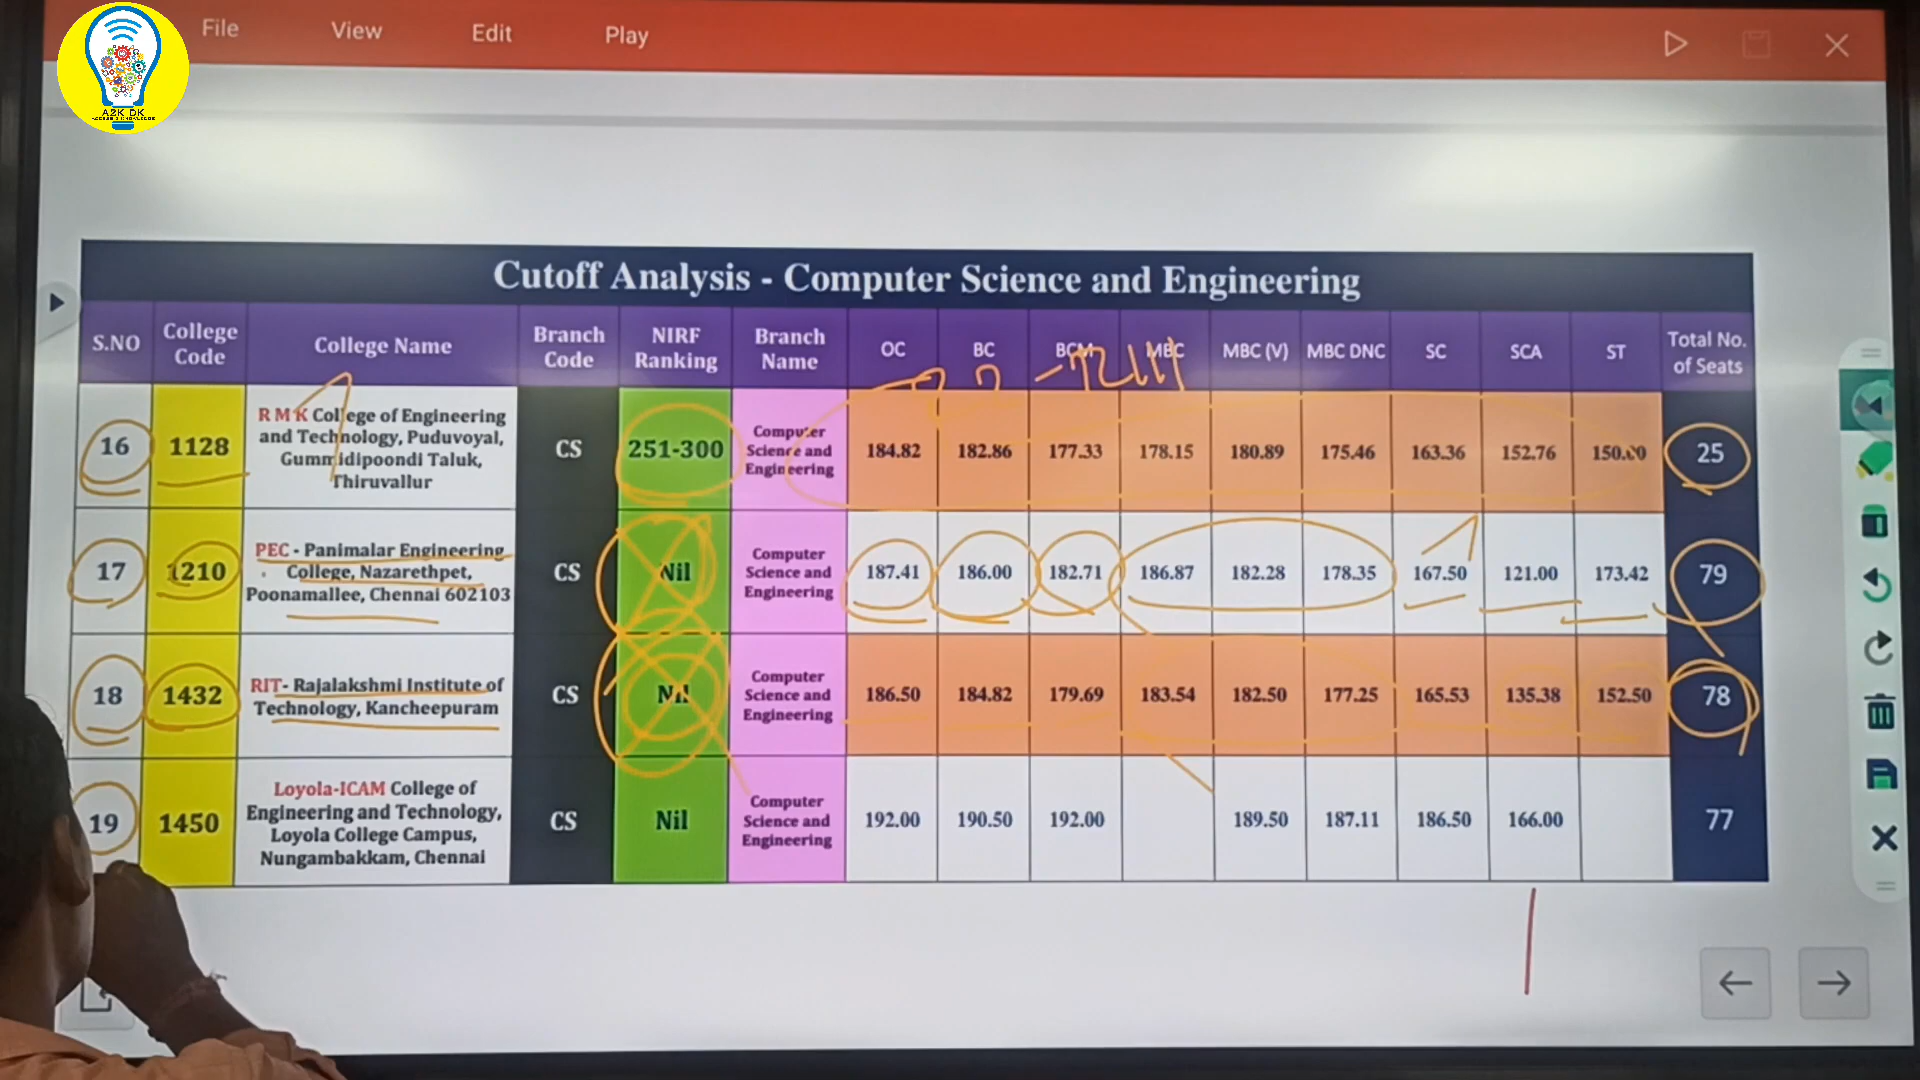 File View Edit Play
A2K DK
Cutoff Analysis - Computer Science and Engineering
S.NO College Code College Name Branch Code NIRF Ranking Branch Name OC BC BCM MBC MBC (V) MBC DNC SC SCA ST Total No. of Seats
16 1128 R M K College of Engineering and Technology, Puduvoyal, Gummidipoondi Taluk, Thiruvallur CS 251-300 Computer Science and Engineering 184.82 182.86 177.33 178.15 180.89 175.46 163.36 152.76 150.00 25
17 1210 PEC - Panimalar Engineering College, Nazarethpet, Poonamallee, Chennai 602103 CS Nil Computer Science and Engineering 187.41 186.00 182.71 186.87 182.28 178.35 167.50 121.00 173.42 79
18 1432 RIT- Rajalakshmi Institute of Technology, Kancheepuram CS Nil Computer Science and Engineering 186.50 184.82 179.69 183.54 182.50 177.25 165.53 135.38 152.50 78
19 1450 Loyola-ICAM College of Engineering and Technology, Loyola College Campus, Nungambakkam, Chennai CS Nil Computer Science and Engineering 192.00 190.50 192.00 189.50 187.11 186.50 166.00 77